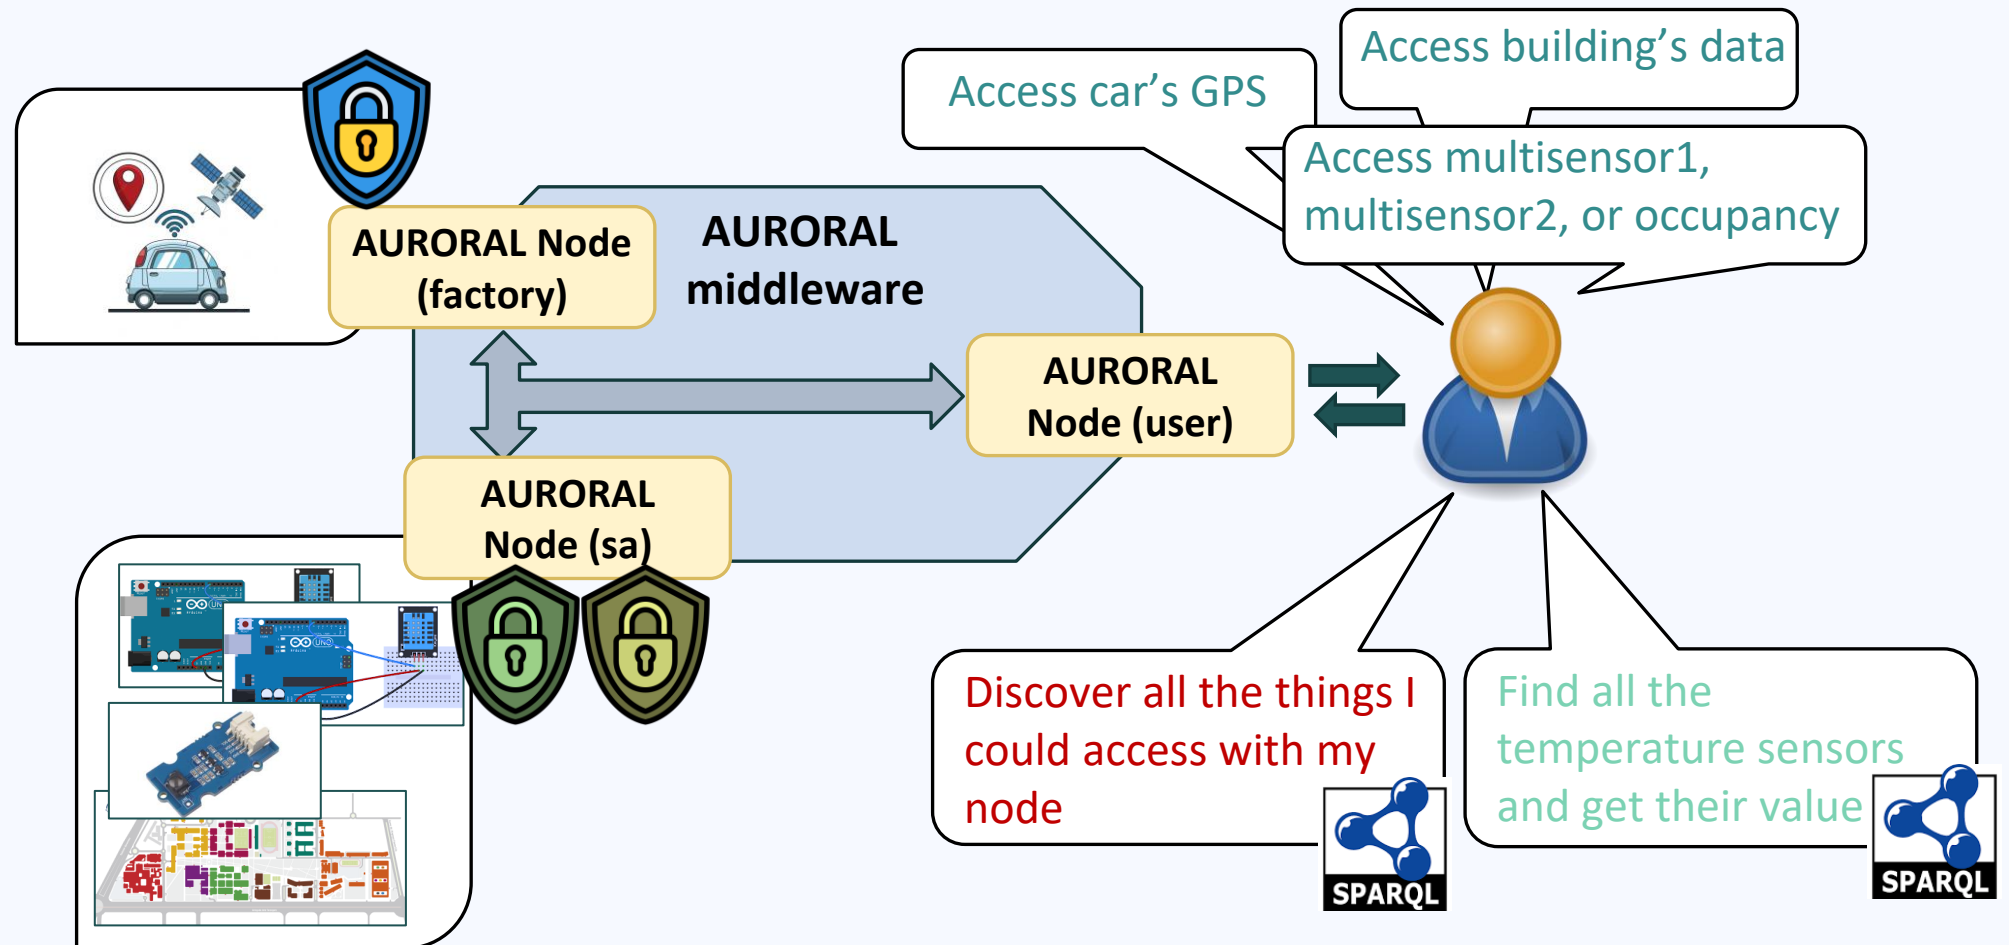 Access building's data
Access car's GPS
Access multisensor1,
multisensor2, or occupancy
AURORAL Node
(factory)
AURORAL
middleware
AURORAL
Node (user)
AURORAL
Node (sa)
UNO
UNO
Discover all the things I
could access with my
node
SPARQL
Find all the
temperature sensors
and get their value
SPARQL